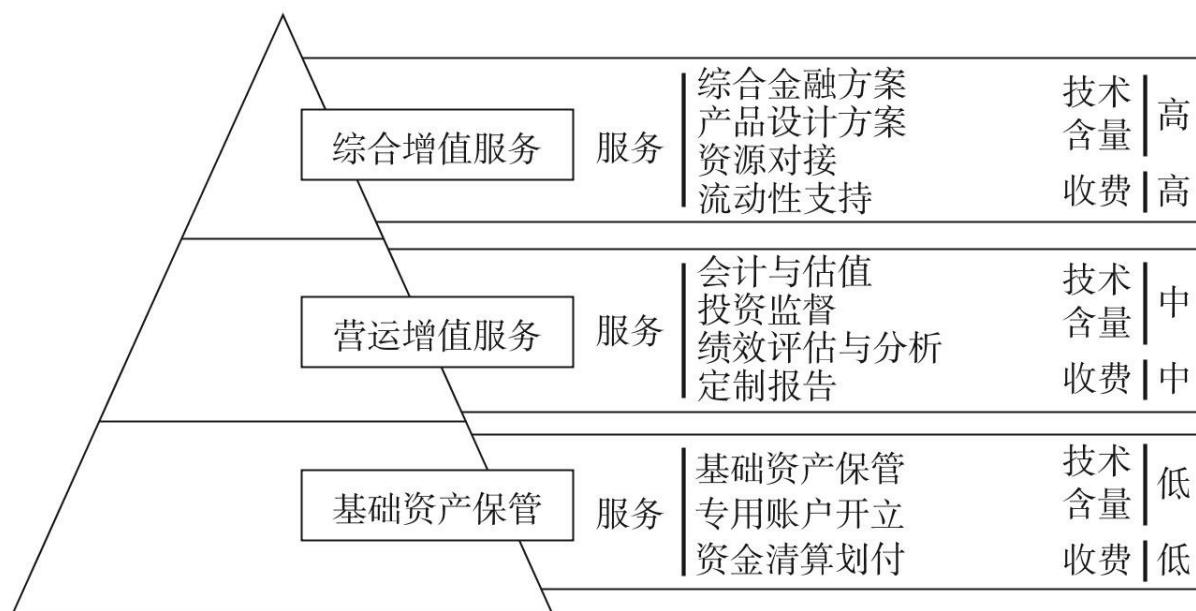 综合增值服务
服务
综合金融方案
产品设计方案
资源对接
流动性支持
技术
含量
高
收费
高
营运增值服务
服务
会计与估值
投资监督
绩效评估与分析
定制报告
技术
含量
中
收费
中
基础资产保管
服务
基础资产保管
专用账户开立
资金清算划付
技术
含量
低
收费
低